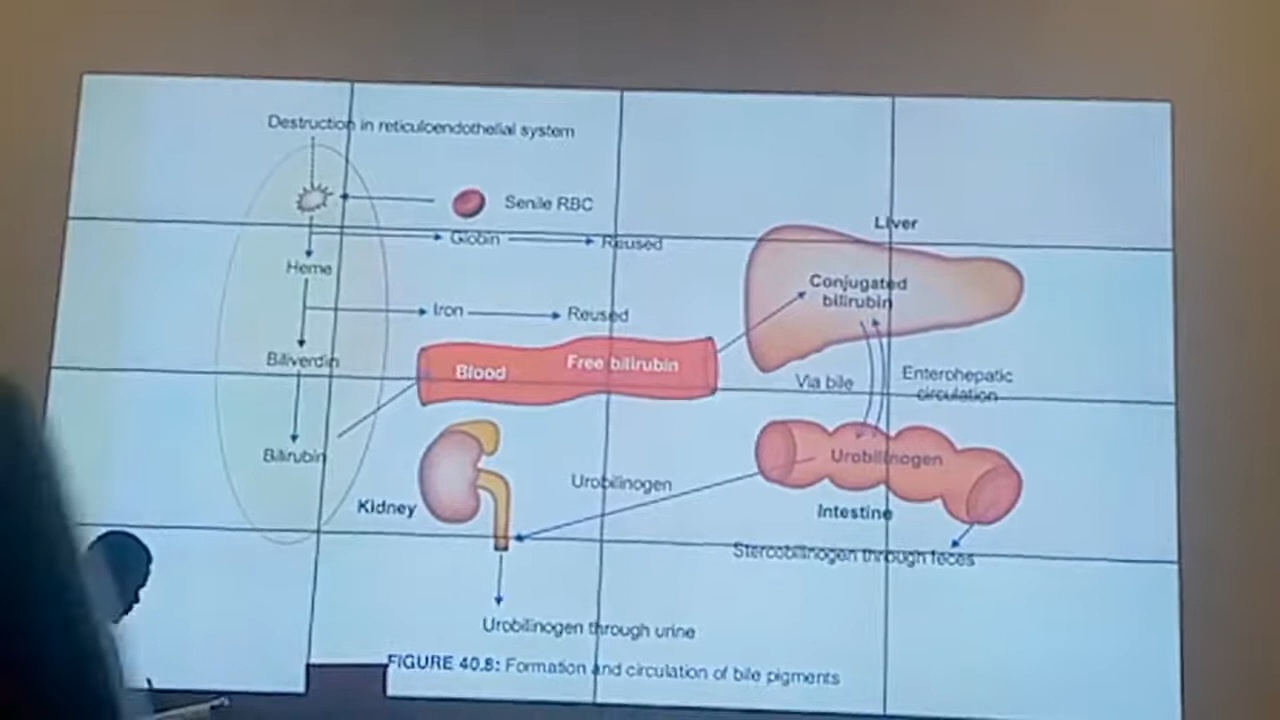 Destruction in reticuloendothelial system
Senile RBC
Globin
Reused
Liver
Heme
Conjugated
bilirubin
Iron
Reused
Biliverdin
Blood
Free bilirubin
Via bile
Enterohepatic
circulation
Bilirubin
Urobilinogen
Urobilinogen
Kidney
Intestine
Stercobilinogen through feces
Urobilinogen through urine
FIGURE 40.8: Formation and circulation of bile pigments